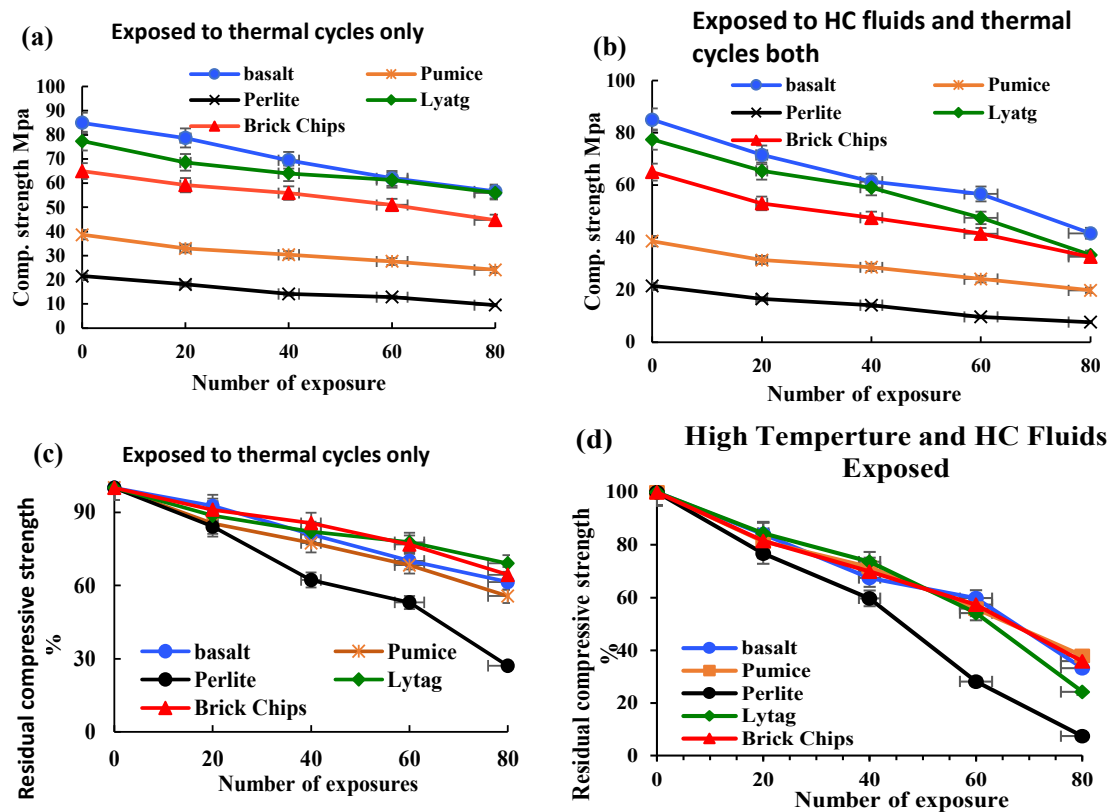 (a)
Exposed to thermal cycles only
basalt
Pumice
Perlite
Lyatg
Brick Chips
Comp. strength Mpa
100
90
80
70
60
50
40
30
20
10
0
0 20 40 60 80
Number of exposure
(b)
Exposed to HC fluids and thermal
cycles both
basalt
Pumice
Perlite
Lyatg
Brick Chips
Comp. strength Mpa
100
80
60
40
20
0
0 20 40 60 80
Number of exposure
(c)
Exposed to thermal cycles only
Residual compressive strength
%
90
60
30
0
basalt
Pumice
Perlite
Lytag
Brick Chips
0 20 40 60 80
Number of exposures
(d)
High Temperture and HC Fluids
Exposed
Residual compressive strength
%
100
80
60
40
20
0
basalt
Pumice
Perlite
Lytag
Brick Chips
0 20 40 60 80
Number of exposure